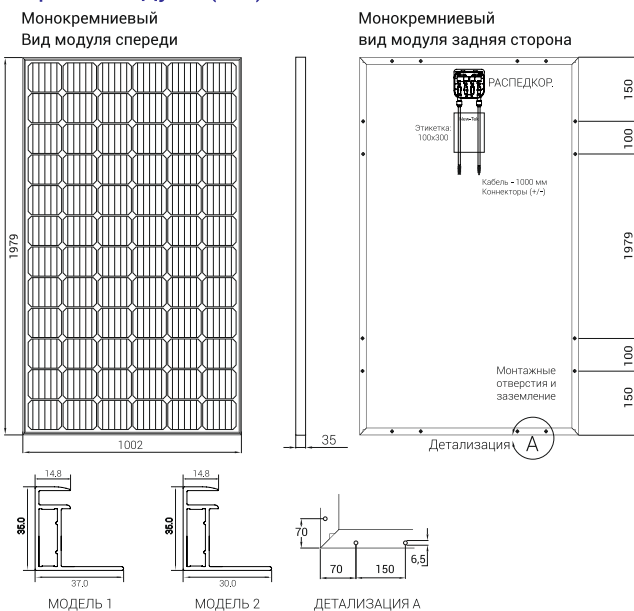 Монокремниевый
Вид модуля спереди
1979
1002
35
Монокремниевый
вид модуля задняя сторона
РАСПЕДКОР.
Этикетка:
100x300
Кабель - 1000 мм
Коннекторы (+/-)
150
100
1979
100
150
Монтажные
отверстия и
заземление
Детализация
А
14,8
35.0
37.0
МОДЕЛЬ 1
14,8
35.0
30.0
МОДЕЛЬ 2
70
70
150
6,5
ДЕТАЛИЗАЦИЯ А